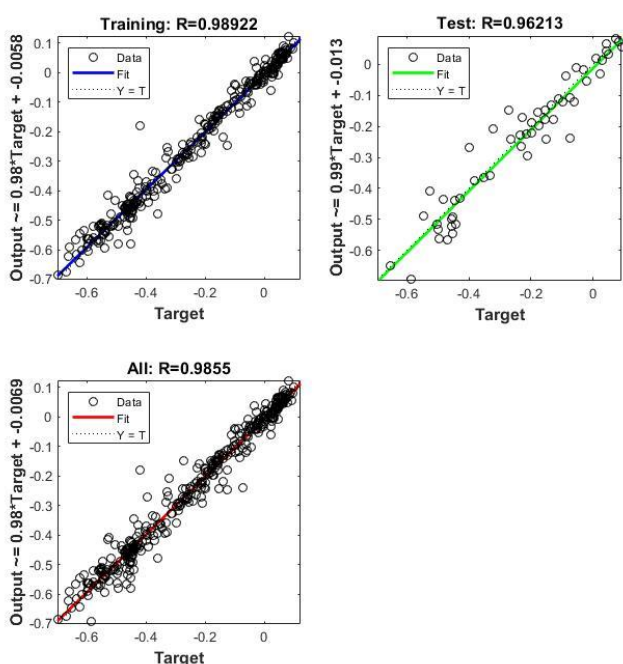 Training: R=0.98922
Output ~= 0.98*Target + -0.0058
0.1
0
-0.1
-0.2
-0.3
-0.4
-0.5
-0.6
-0.7
Data
Fit
Y = T
-0.6
-0.4
-0.2
0
Target
Test: R=0.96213
Output ~= 0.99*Target + -0.013
0
-0.1
-0.2
-0.3
-0.4
-0.5
-0.6
Data
Fit
Y = T
-0.6
-0.4
-0.2
0
Target
All: R=0.9855
Output ~= 0.98*Target + -0.0069
0.1
0
-0.1
-0.2
-0.3
-0.4
-0.5
-0.6
-0.7
Data
Fit
Y = T
-0.6
-0.4
-0.2
0
Target